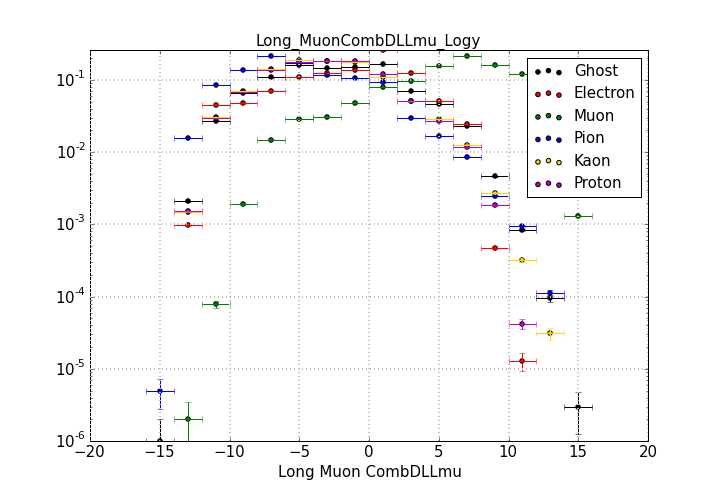 Long_MuonCombDLLmu_Logy
10^-1
10^-2
10^-3
10^-4
10^-5
10^-6
Ghost
Electron
Muon
Pion
Kaon
Proton
−20 −15 −10 −5 0 5 10 15 20
Long Muon CombDLLmu